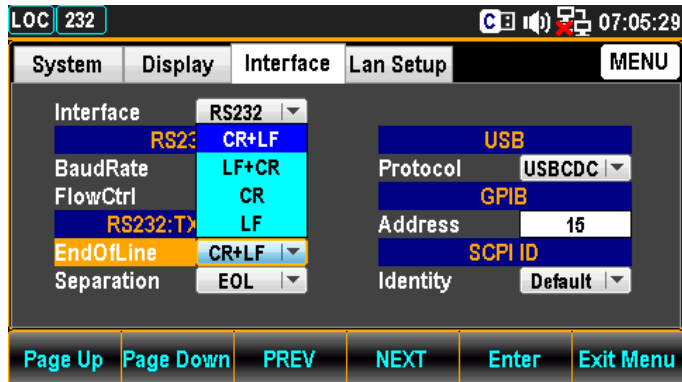 LOC 232 C 07:05:29
System Display Interface Lan Setup MENU
Interface RS232
RS23 CR+LF USB
BaudRate LF+CR Protocol USBCDC
FlowCtrl CR GPIB
RS232:TX LF Address 15
EndOfLine CR+LF SCPI ID
Separation EOL Identity Default
Page Up Page Down PREV NEXT Enter Exit Menu